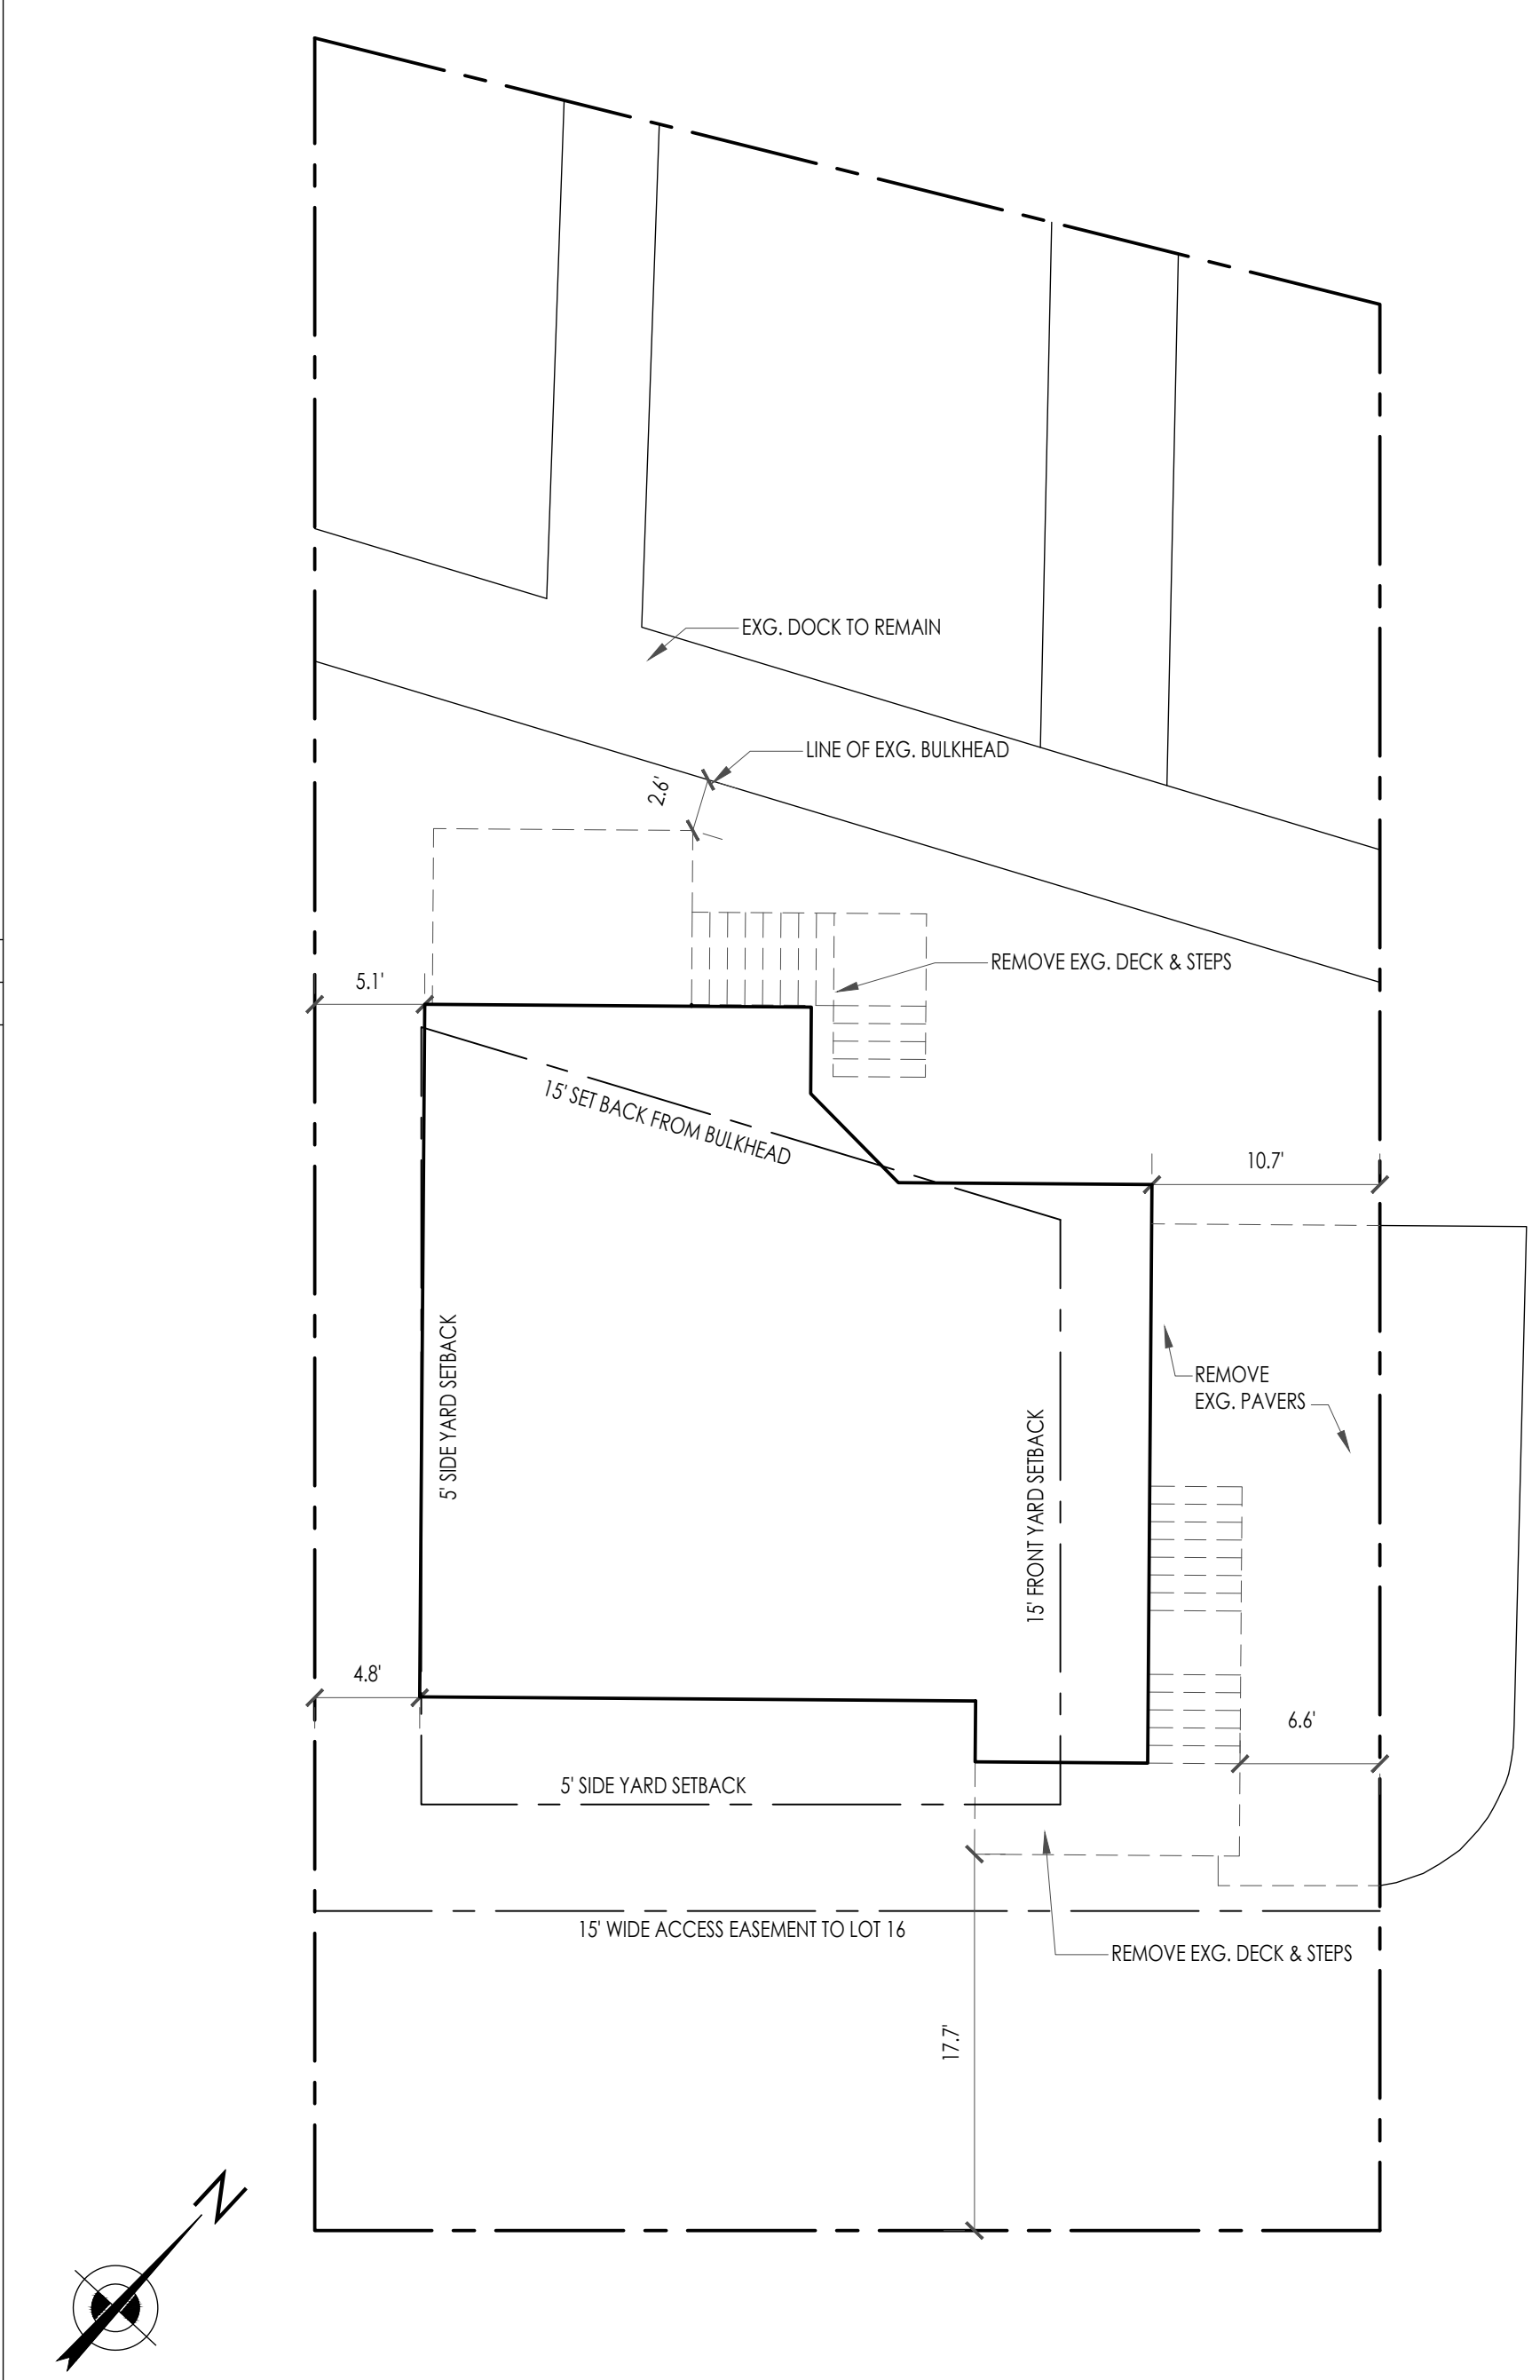 EXG. DOCK TO REMAIN
LINE OF EXG. BULKHEAD
2.6'
REMOVE EXG. DECK & STEPS
5.1'
15' SET BACK FROM BULKHEAD
10.7'
5' SIDE YARD SETBACK
REMOVE
EXG. PAVERS
15' FRONT YARD SETBACK
4.8'
6.6'
5' SIDE YARD SETBACK
15' WIDE ACCESS EASEMENT TO LOT 16
REMOVE EXG. DECK & STEPS
17.7'
N